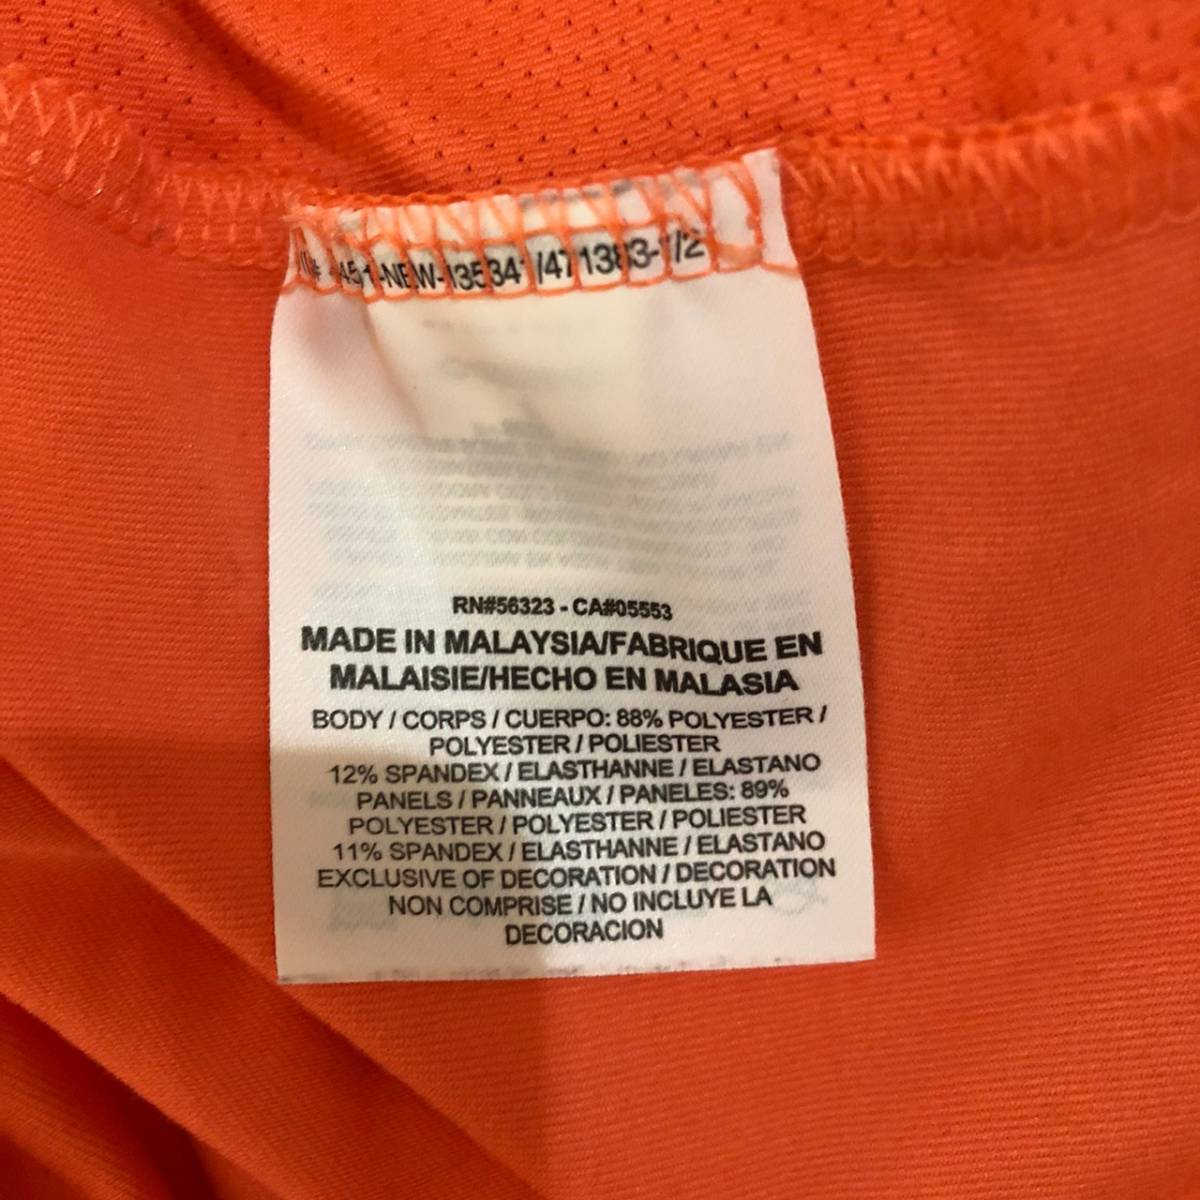 RN#56323 - CA#05553
MADE IN MALAYSIA/FABRIQUE EN
MALAISIE/HECHO EN MALASIA
BODY / CORPS / CUERPO: 88% POLYESTER /
POLYESTER / POLIESTER
12% SPANDEX / ELASTHANNE / ELASTANO
PANELS / PANNEAUX / PANELES: 89%
POLYESTER / POLYESTER / POLIESTER
11% SPANDEX / ELASTHANNE / ELASTANO
EXCLUSIVE OF DECORATION / DECORATION
NON COMPRISE / NO INCLUYE LA
DECORACION